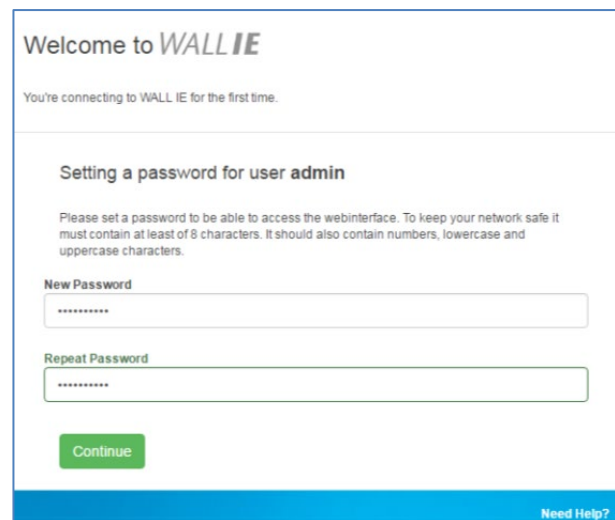 Welcome to WALL IE
You're connecting to WALL IE for the first time.
Setting a password for user admin
Please set a password to be able to access the webinterface. To keep your network safe it
must contain at least of 8 characters. It should also contain numbers, lowercase and
uppercase characters.
New Password
••••••••••
Repeat Password
••••••••••
Continue
Need Help?